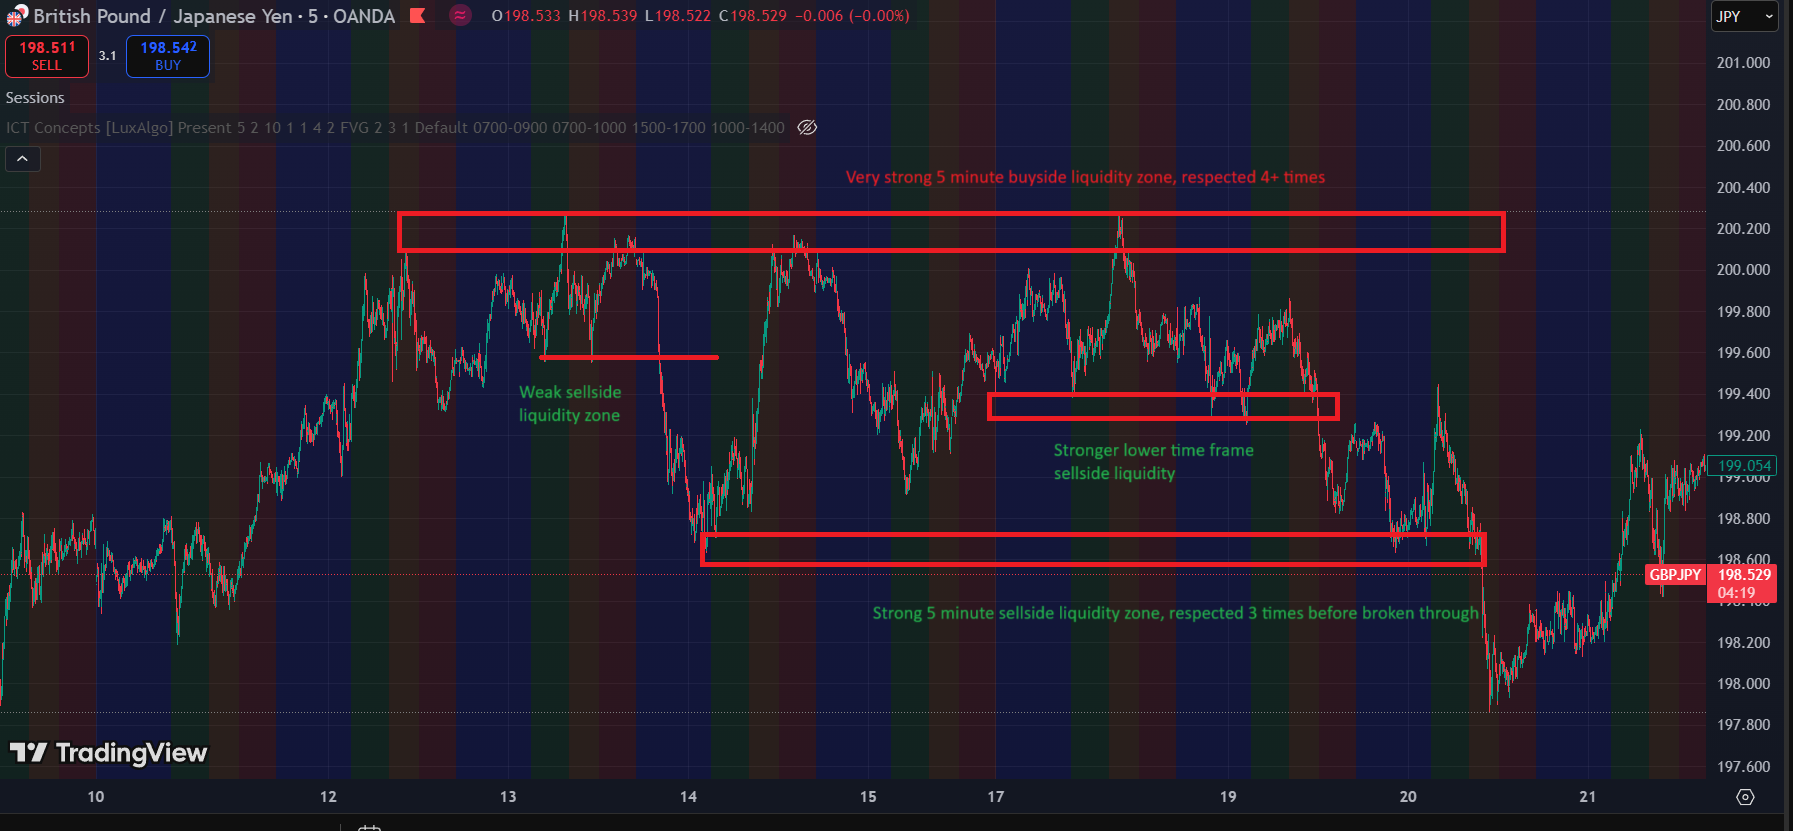 British Pound / Japanese Yen · 5 · OANDA
O198.533 H198.539 L198.522 C198.529 −0.006 (−0.00%)
JPY
198.511
SELL
3.1
198.542
BUY
Sessions
ICT Concepts [LuxAlgo] Present 5 2 10 1 1 4 2 FVG 2 3 1 Default 0700-0900 0700-1000 1500-1700 1000-1400
Very strong 5 minute buyside liquidity zone, respected 4+ times
Weak sellside
liquidity zone
Stronger lower time frame
sellside liquidity
Strong 5 minute sellside liquidity zone, respected 3 times before broken through
201.000
200.800
200.600
200.400
200.200
200.000
199.800
199.600
199.400
199.200
199.054
199.000
198.800
198.600
GBPJPY 198.529
04:19
198.400
198.200
198.000
197.800
197.600
TradingView
10 12 13 14 15 17 19 20 21